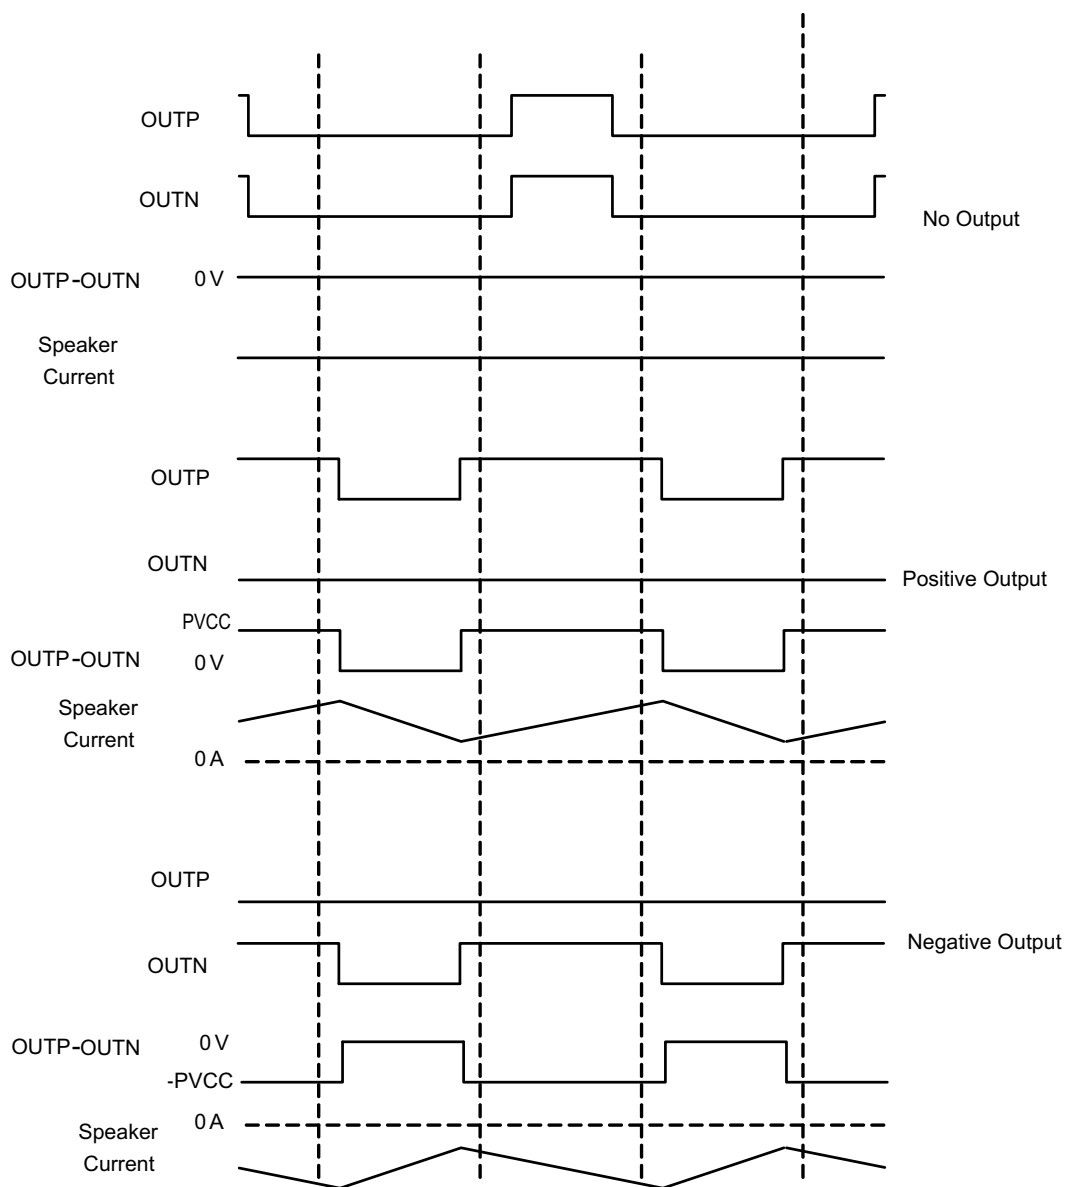 OUTP
OUTN
No Output
OUTP-OUTN 0 V
Speaker
Current
OUTP
OUTN
Positive Output
PVCC
OUTP-OUTN 0 V
Speaker
Current
0 A
OUTP
Negative Output
OUTN
OUTP-OUTN 0 V
-PVCC
0 A
Speaker
Current